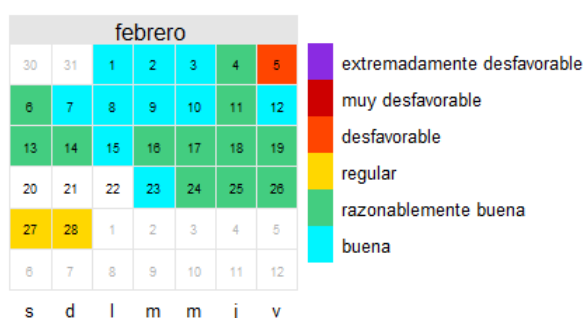 febrero
30 31 1 2 3 4 5
6 7 8 9 10 11 12
13 14 15 16 17 18 19
20 21 22 23 24 25 26
27 28 1 2 3 4 5
6 7 8 9 10 11 12
s d l m m j v
extremadamente desfavorable
muy desfavorable
desfavorable
regular
razonablemente buena
buena